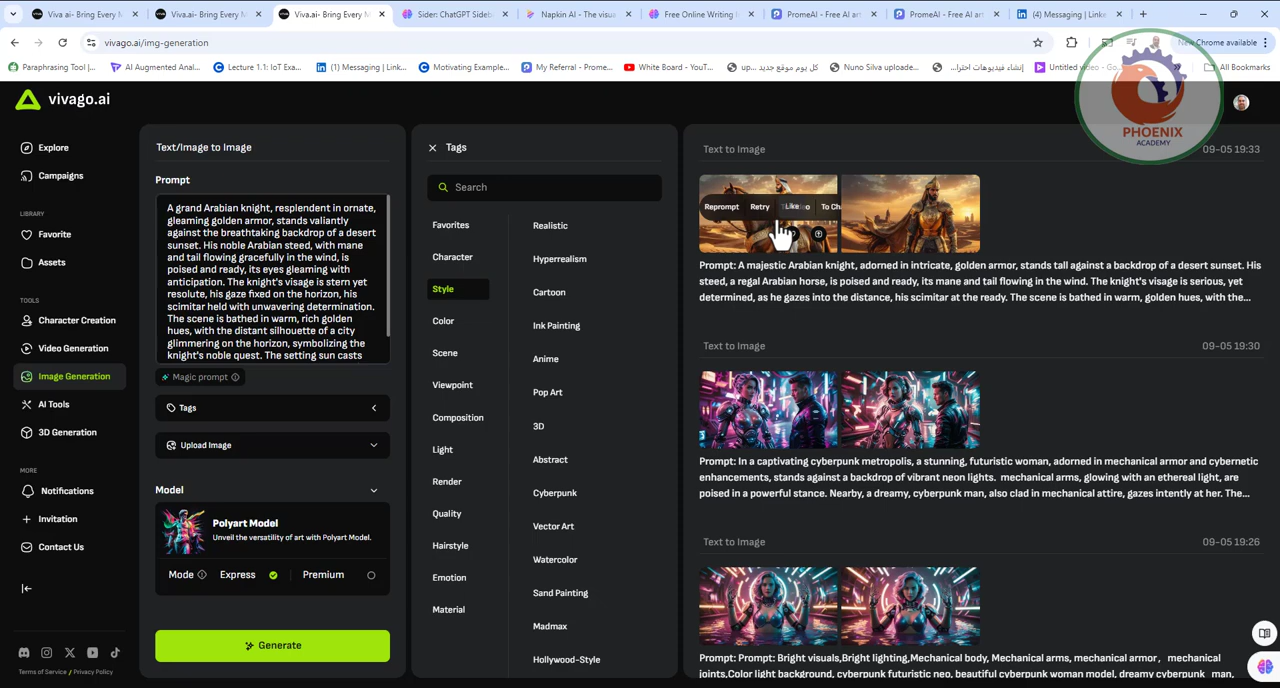 Viva.ai- Bring Every M
Viva.ai- Bring Every M
Viva.ai- Bring Every M
Sider: ChatGPT Sideb
Napkin AI - The visua
Free Online Writing
PromeAI - Free AI art
PromeAI - Free AI art
(4) Messaging | Linke
vivago.ai/img-generation
New Chrome available
Paraphrasing Tool |...
AI Augmented Anal...
Lecture 1.1: IoT Exa...
(1) Messaging | Link...
Motivating Example...
My Referral - Prome...
White Board - YouT...
كل يوم موقع جديد ...up
Nuno Silva uploade...
إنشاء فيديوهات احترا...
Untitled video - Go
All Bookmarks
PHOENIX
ACADEMY
vivago.ai
Explore
Campaigns
LIBRARY
Favorite
Assets
TOOLS
Character Creation
Video Generation
Image Generation
AI Tools
3D Generation
MORE
Notifications
Invitation
Contact Us
Terms of Service / Privacy Policy
Text/Image to Image
Prompt
A grand Arabian knight, resplendent in ornate,
gleaming golden armor, stands valiantly
against the breathtaking backdrop of a desert
sunset. His noble Arabian steed, with mane
and tail flowing gracefully in the wind, is
poised and ready, its eyes gleaming with
anticipation. The knight's visage is stern yet
resolute, his gaze fixed on the horizon, his
scimitar held with unwavering determination.
The scene is bathed in warm, rich golden
hues, with the distant silhouette of a city
glimmering on the horizon, symbolizing the
knight's noble quest. The setting sun casts
Magic prompt
Tags
Upload Image
Model
Polyart Model
Unveil the versatility of art with Polyart Model.
Mode
Express
Premium
Generate
Tags
Search
Favorites
Character
Style
Color
Scene
Viewpoint
Composition
Light
Render
Quality
Hairstyle
Emotion
Material
Realistic
Hyperrealism
Cartoon
Ink Painting
Anime
Pop Art
3D
Abstract
Cyberpunk
Vector Art
Watercolor
Sand Painting
Madmax
Hollywood-Style
Text to Image
09-05 19:33
Reprompt
Retry
Like
To Ch
Prompt: A majestic Arabian knight, adorned in intricate, golden armor, stands tall against a backdrop of a desert sunset. His
steed, a regal Arabian horse, is poised and ready, its mane and tail flowing in the wind. The knight's visage is serious, yet
determined, as he gazes into the distance, his scimitar at the ready. The scene is bathed in warm, golden hues, with the...
Text to Image
09-05 19:30
Prompt: In a captivating cyberpunk metropolis, a stunning, futuristic woman, adorned in mechanical armor and cybernetic
enhancements, stands against a backdrop of vibrant neon lights. mechanical arms, glowing with an ethereal light, are
poised in a powerful stance. Nearby, a dreamy, cyberpunk man, also clad in mechanical attire, gazes intently at her. The...
Text to Image
09-05 19:26
Prompt: Prompt: Bright visuals,Bright lighting,Mechanical body, Mechanical arms, mechanical armor， mechanical
joints,Color light background, cyberpunk futuristic neo, beautiful cyberpunk woman model, dreamy cyberpunk man,